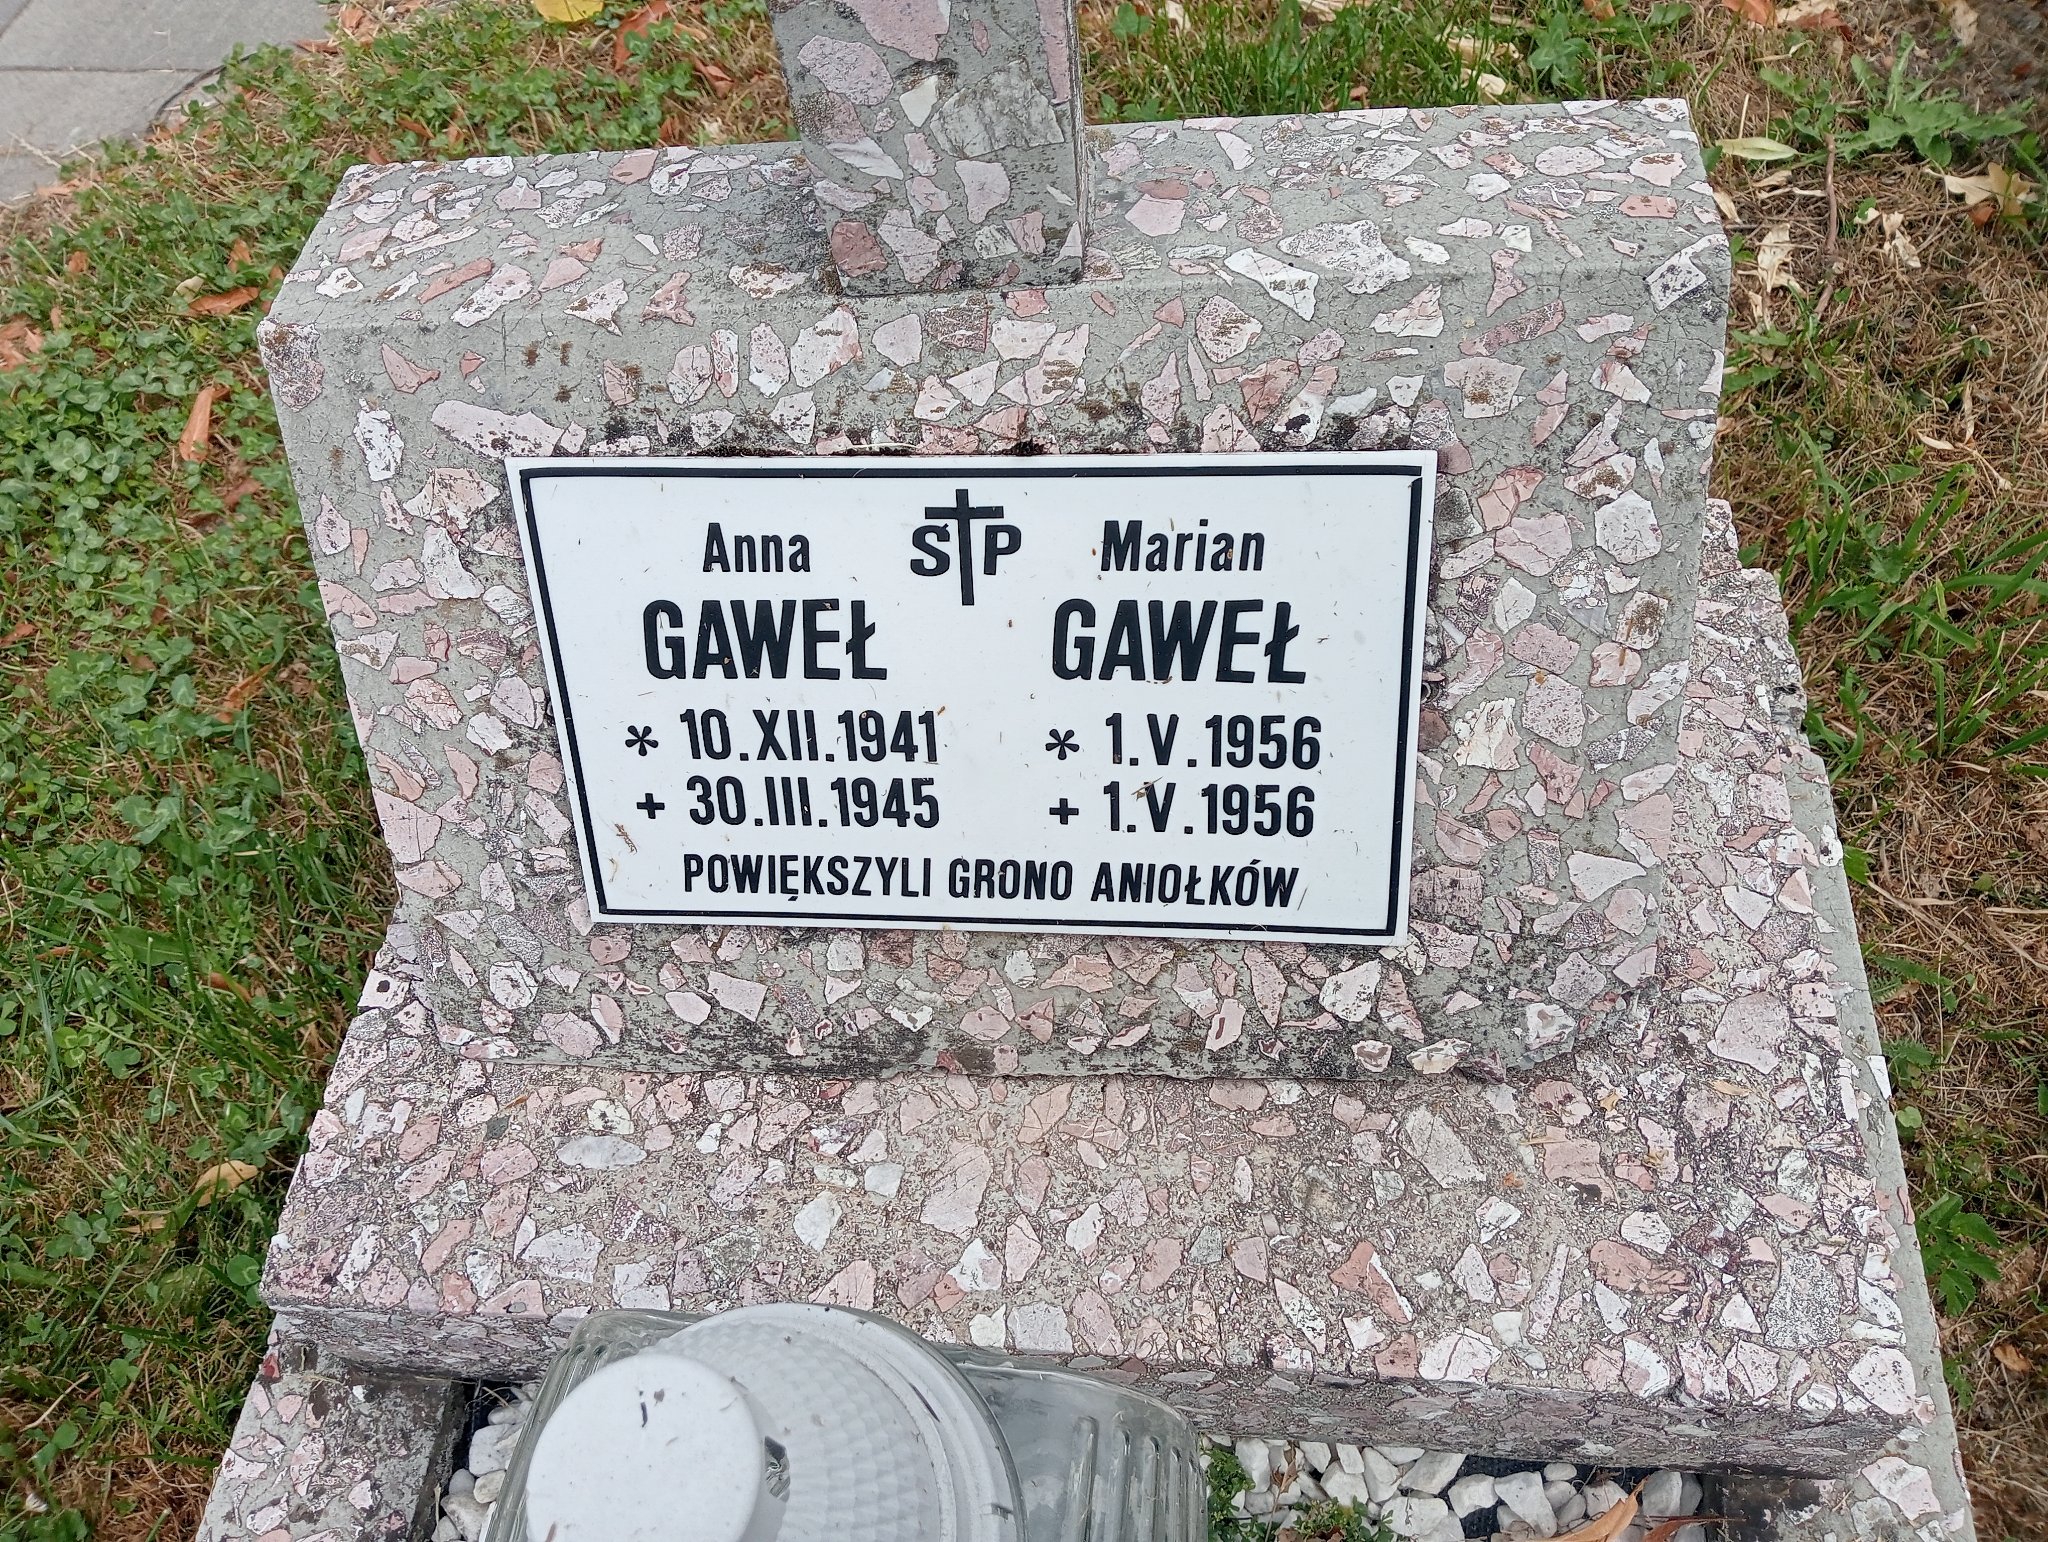 Anna Ś†P Marian
GAWEŁ GAWEŁ
* 10.XII.1941 * 1.V.1956
+ 30.III.1945 + 1.V.1956
POWIĘKSZYLI GRONO ANIOŁKÓW